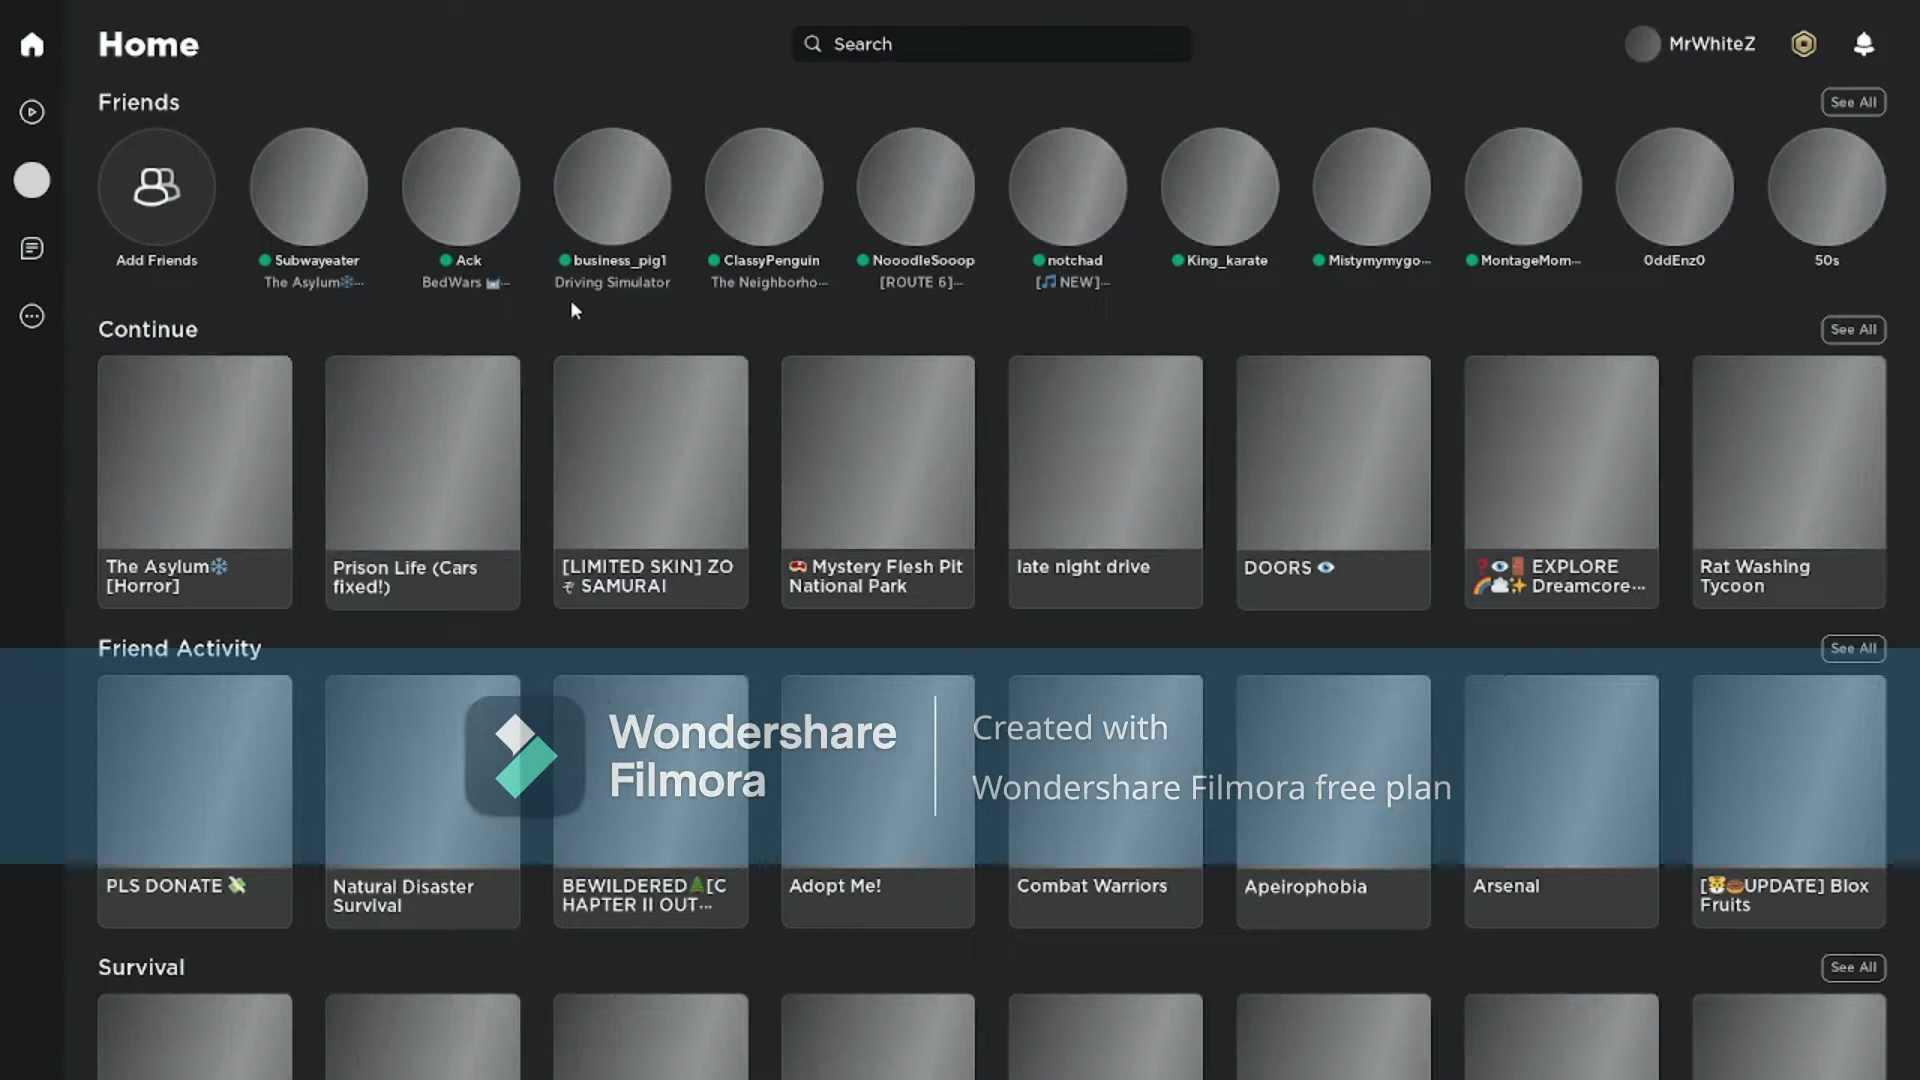 Home
Search
MrWhiteZ
Friends
See All
Add Friends
Subwayeater
The Asylum❄️...
Ack
BedWars ...
business_pig1
Driving Simulator
ClassyPenguin
The Neighborho...
NooodleSooop
[ROUTE 6]...
notchad
[🎵 NEW]...
King_karate
Mistymymygo...
MontageMom...
0ddEnz0
50s
Continue
See All
The Asylum❄️
[Horror]
Prison Life (Cars
fixed!)
[LIMITED SKIN] ZO
ぞ SAMURAI
Mystery Flesh Pit
National Park
late night drive
DOORS 👁️
❓👁️🚪 EXPLORE
🌈☁️✨ Dreamcore...
Rat Washing
Tycoon
Friend Activity
See All
Wondershare
Filmora
Created with
Wondershare Filmora free plan
PLS DONATE 💸
Natural Disaster
Survival
BEWILDERED🌲[C
HAPTER II OUT...
Adopt Me!
Combat Warriors
Apeirophobia
Arsenal
[🐯🍩UPDATE] Blox
Fruits
Survival
See All